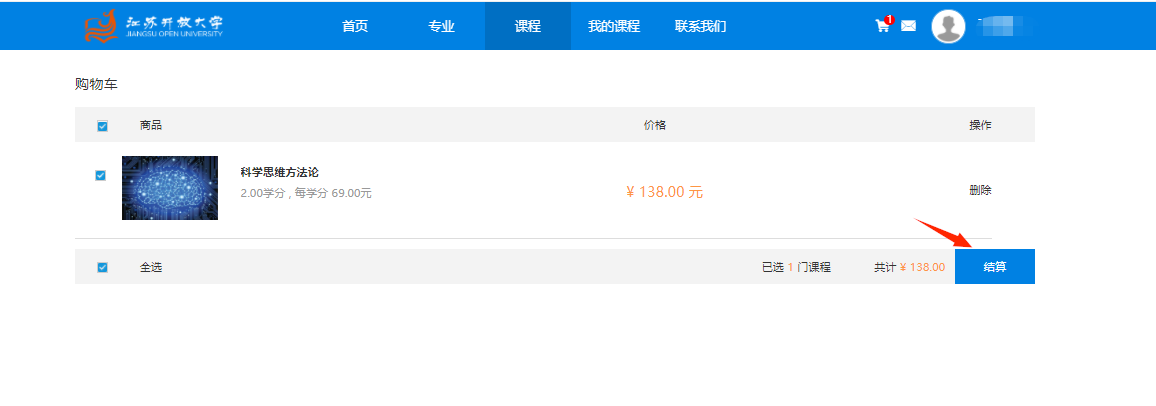 江苏开放大学
JIANGSU OPEN UNIVERSITY
首页 专业 课程 我的课程 联系我们 1
购物车
商品 价格 操作
科学思维方法论
2.00学分 , 每学分 69.00元
¥ 138.00 元
删除
全选 已选 1 门课程 共计 ¥ 138.00 结算